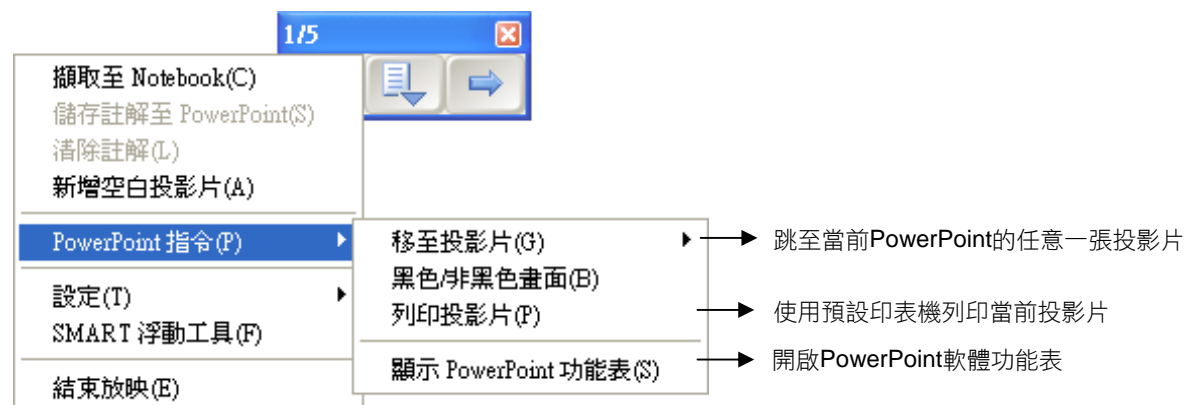 1/5
擷取至 Notebook(C)
儲存註解至 PowerPoint(S)
清除註解(L)
新增空白投影片(A)
PowerPoint 指令(P)
設定(T)
SMART 浮動工具(F)
結束放映(E)
移至投影片(G)
黑色/非黑色畫面(B)
列印投影片(P)
顯示 PowerPoint 功能表(S)
跳至當前PowerPoint的任意一張投影片
使用預設印表機列印當前投影片
開啟PowerPoint軟體功能表